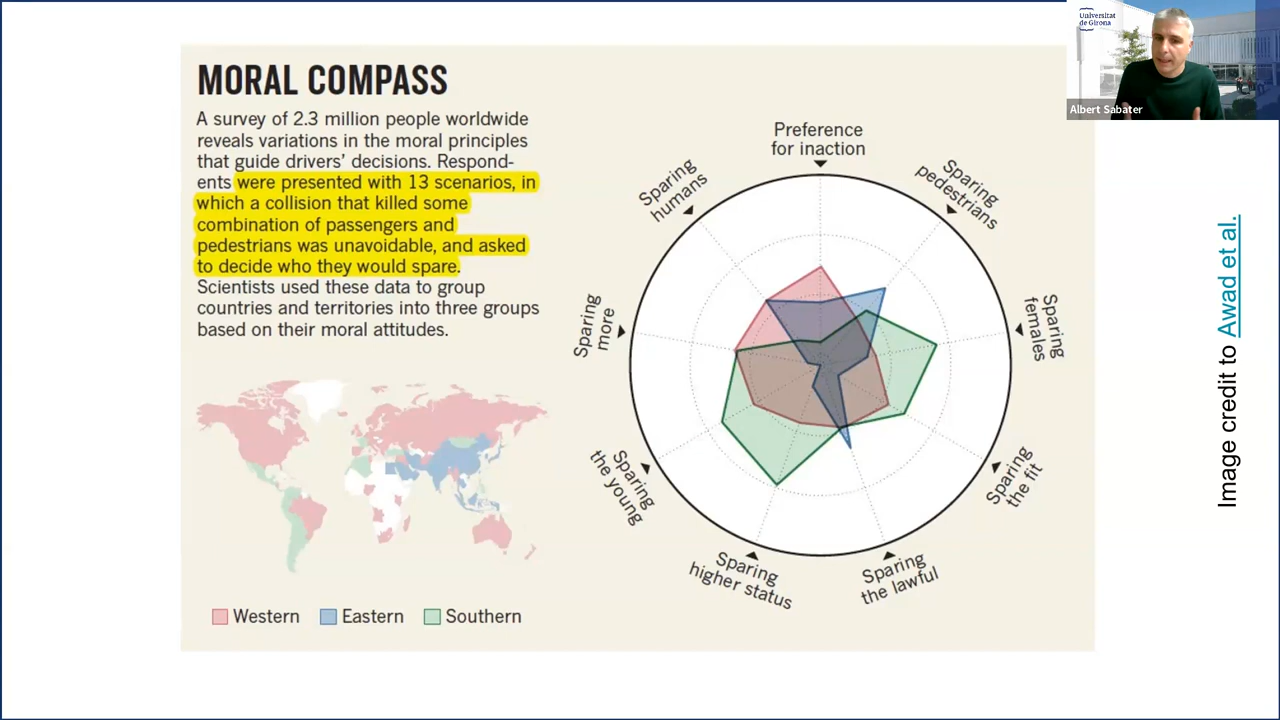 MORAL COMPASS
A survey of 2.3 million people worldwide
reveals variations in the moral principles
that guide drivers' decisions. Respond-
ents were presented with 13 scenarios, in
which a collision that killed some
combination of passengers and
pedestrians was unavoidable, and asked
to decide who they would spare.
Scientists used these data to group
countries and territories into three groups
based on their moral attitudes.
Western
Eastern
Southern
Preference
for inaction
Sparing
pedestrians
Sparing
females
Sparing
the fit
Sparing
the lawful
Sparing
higher status
Sparing
the young
Sparing
more
Sparing
humans
Image credit to Awad et al.
Universitat
de Girona
Albert Sabater